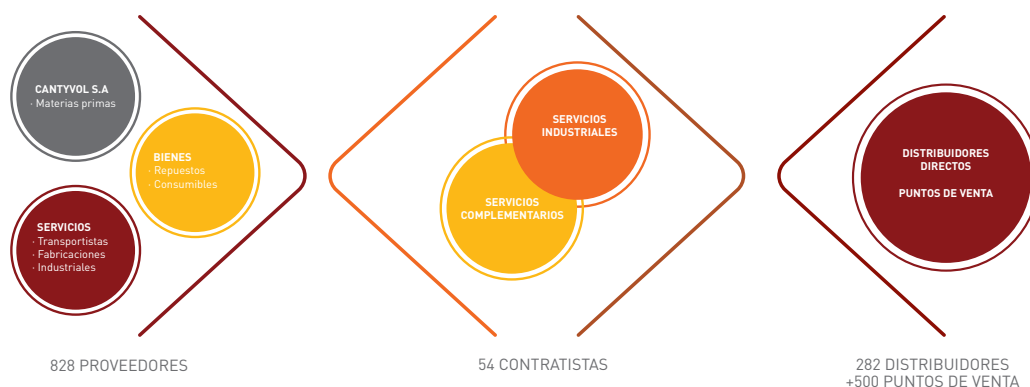 CANTYVOL S.A
· Materias primas
BIENES
· Repuestos
· Consumibles
SERVICIOS
· Transportistas
· Fabricaciones
· Industriales
828 PROVEEDORES
SERVICIOS
INDUSTRIALES
SERVICIOS
COMPLEMENTARIOS
54 CONTRATISTAS
DISTRIBUIDORES
DIRECTOS
PUNTOS DE VENTA
282 DISTRIBUIDORES
+500 PUNTOS DE VENTA